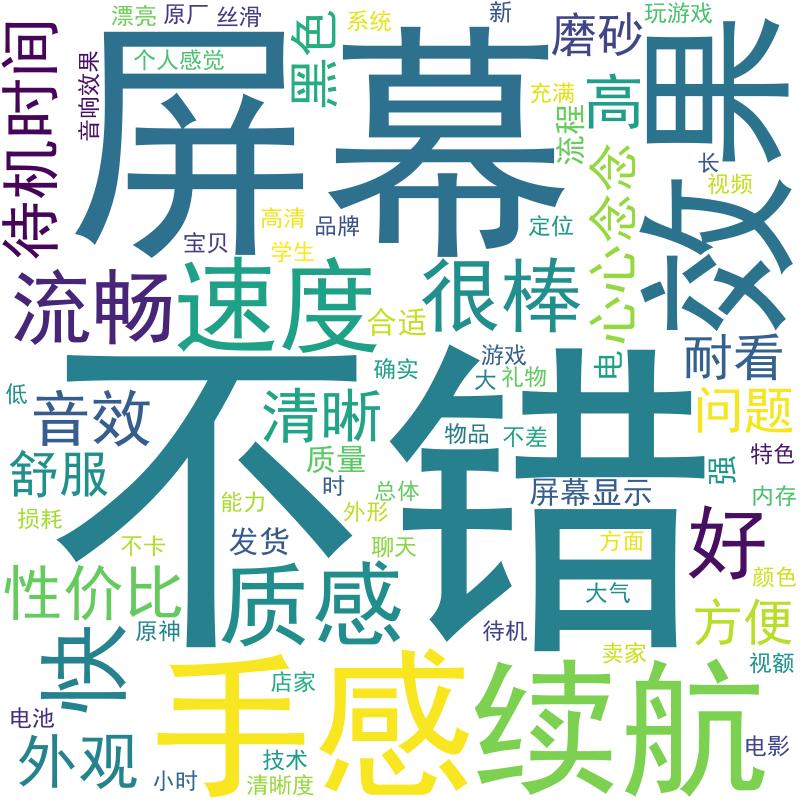 漂亮
原厂
丝滑
系统
新
玩游戏
磨砂
屏幕
黑色
个人感觉
音响效果
待机时间
充满
高
效果
流程
心心念念
长
视频
高清
品牌
定位
宝贝
学生
流畅
速度
很棒
合适
耐看
电
不错
游戏
确实
大
礼物
低
音效
清晰
问题
物品
不差
舒服
质量
特色
强
时
总体
屏幕显示
内存
损耗
能力
外形
好
不卡
发货
聊天
方面
性价比
质感
颜色
大气
方便
快
原神
待机
卖家
视额
手感
续航
店家
电池
外观
技术
电影
小时
清晰度